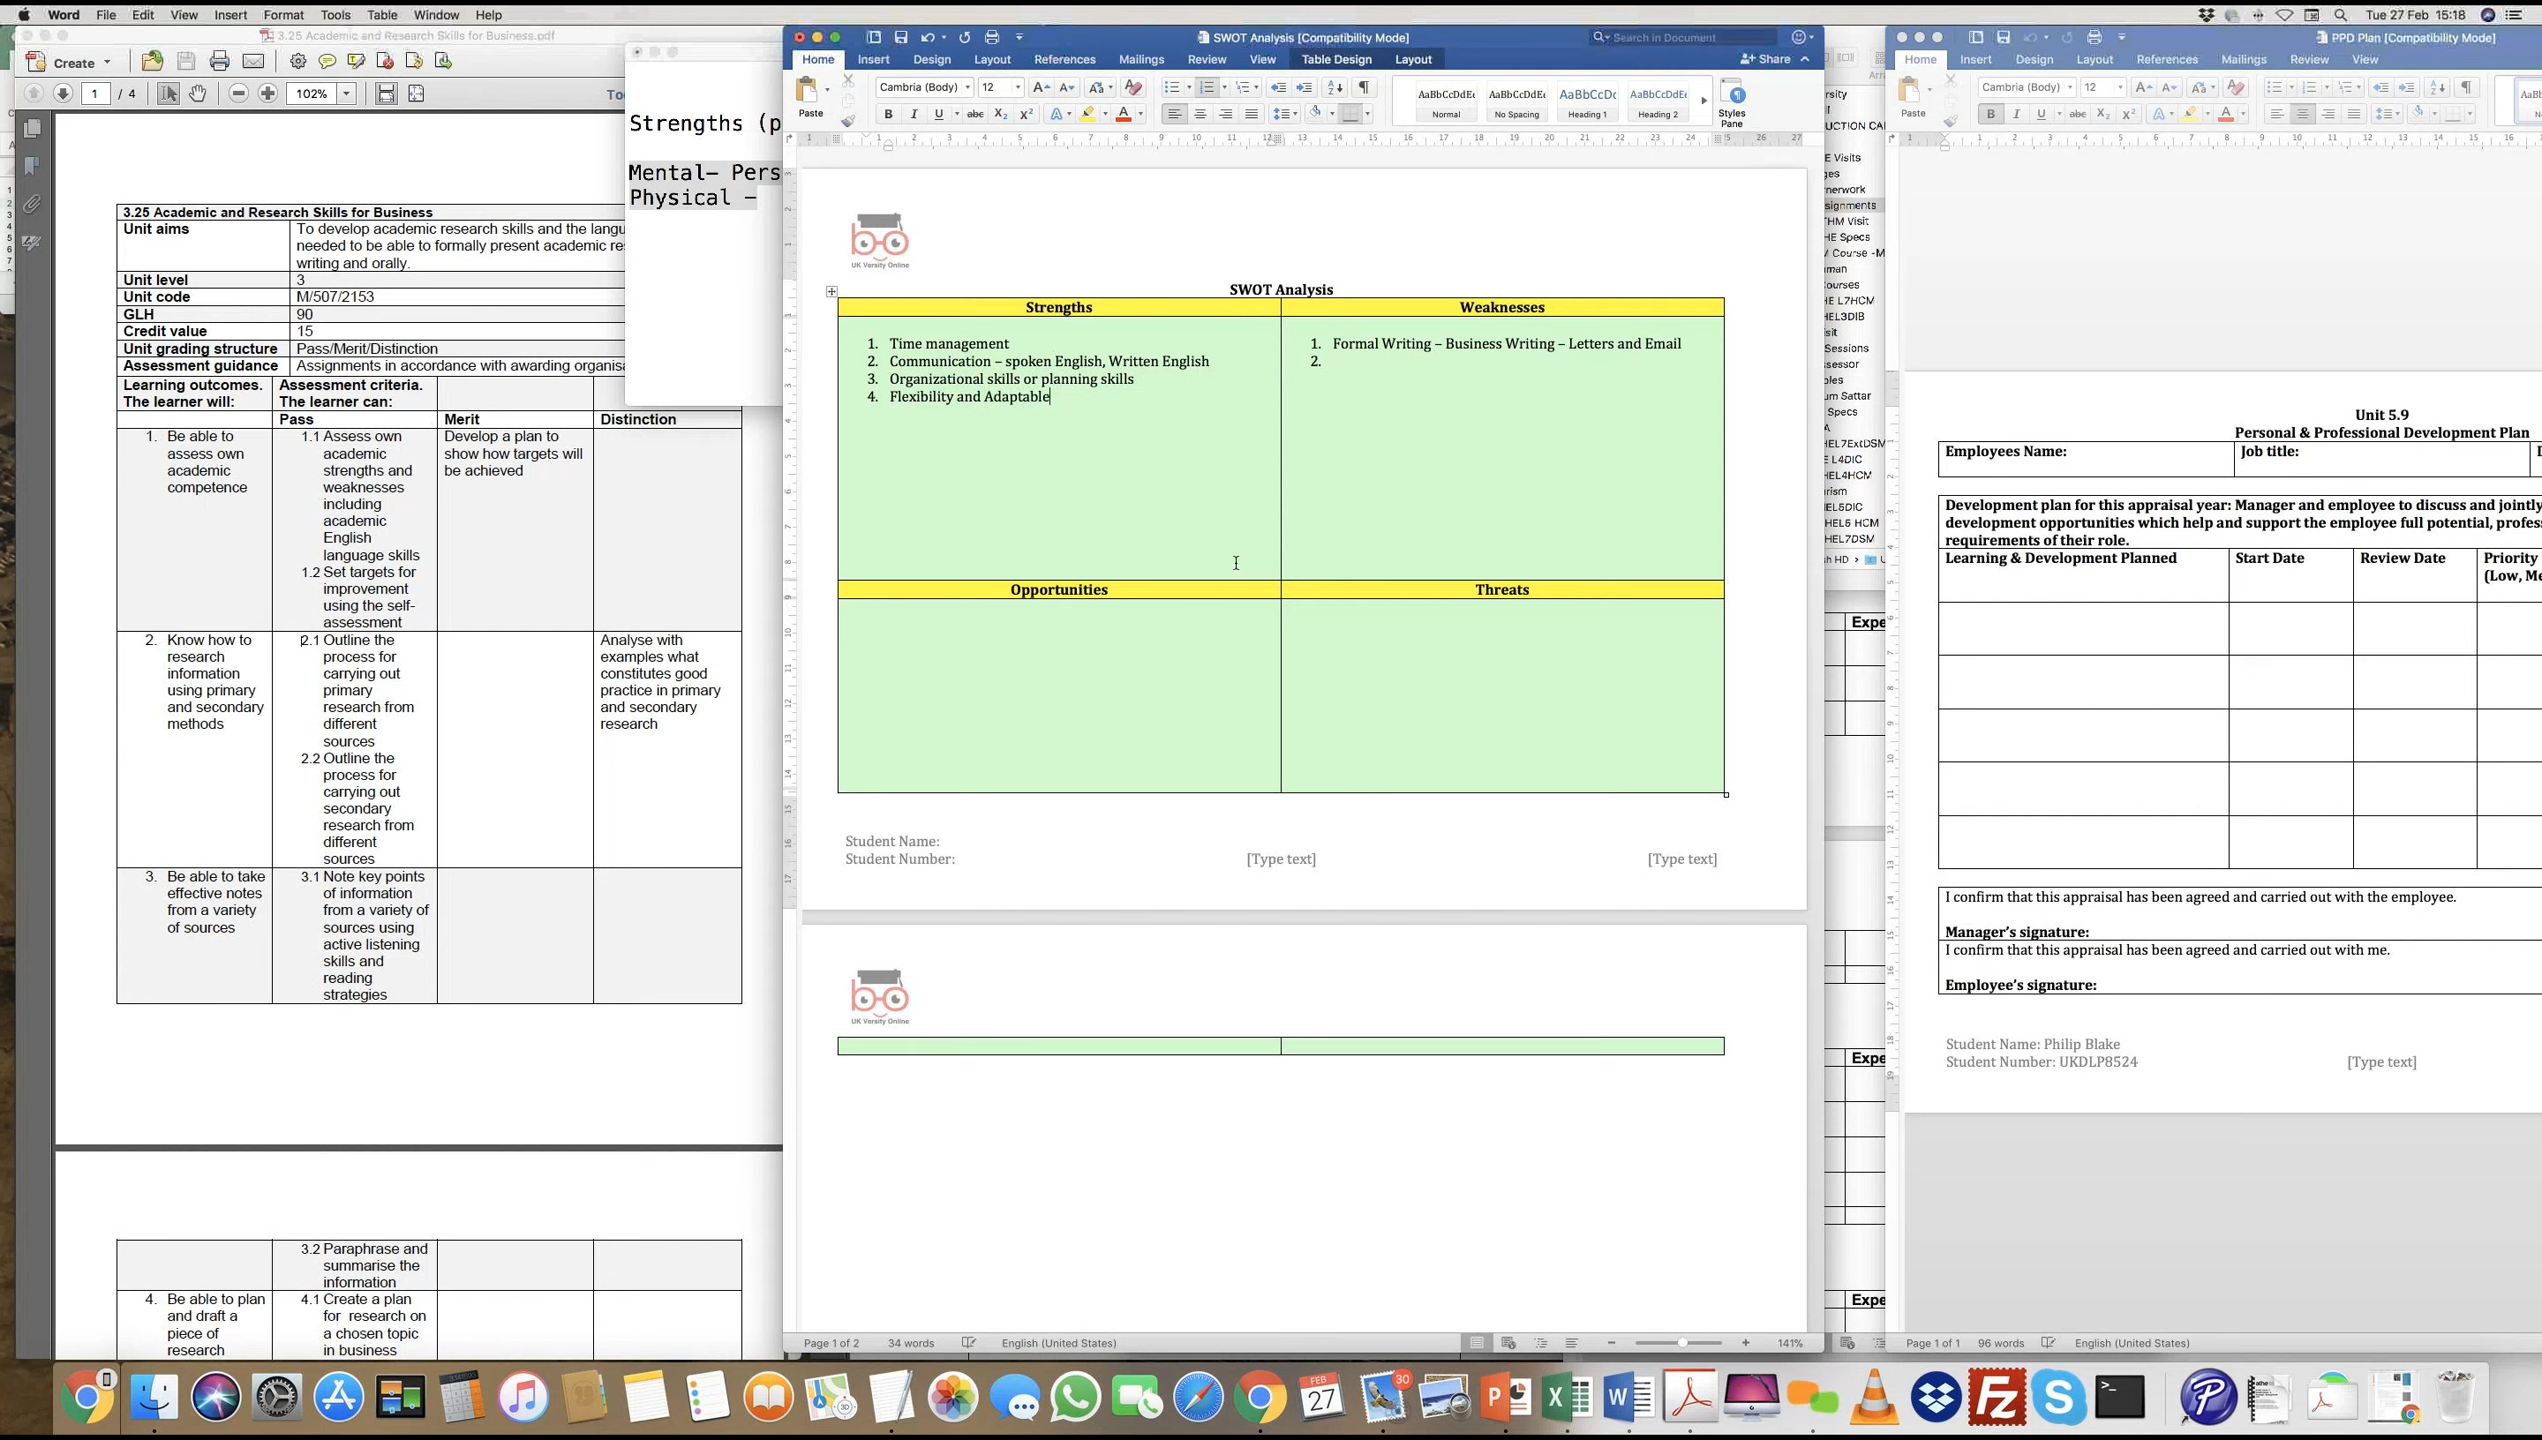 Word File Edit View Insert Format Tools Table Window Help
Tue 27 Feb 15:18
3.25 Academic and Research Skills for Business.pdf
Create
1 / 4
102%
3.25 Academic and Research Skills for Business
Unit aims
To develop academic research skills and the
needed to be able to formally present academic
writing and orally.
Unit level 3
Unit code M/507/2153
GLH 90
Credit value 15
Unit grading structure Pass/Merit/Distinction
Assessment guidance Assignments in accordance with awarding
Learning outcomes. Assessment criteria.
The learner will: The learner can:
Pass Merit Distinction
1. Be able to
assess own
academic
competence
1.1 Assess own
academic
strengths and
weaknesses
including
academic
English
language skills
1.2 Set targets for
improvement
using the self-
assessment
Develop a plan to
show how targets will
be achieved
2. Know how to
research
information
using primary
and secondary
methods
2.1 Outline the
process for
carrying out
primary
research from
different
sources
2.2 Outline the
process for
carrying out
secondary
research from
different
sources
Analyse with
examples what
constitutes good
practice in primary
and secondary
research
3. Be able to take
effective notes
from a variety
of sources
3.1 Note key points
of information
from a variety of
sources using
active listening
skills and
reading
strategies
3.2 Paraphrase and
summarise the
information
4. Be able to plan
and draft a
piece of
research
4.1 Create a plan
for research on
a chosen topic
in business
Strengths (p
Mental– Pers
Physical –
SWOT Analysis [Compatibility Mode]
Search in Document
Home Insert Design Layout References Mailings Review View Table Design Layout
Share
Paste
Cambria (Body) 12
B I U abc X₂ X²
AaBbCcDdEe AaBbCcDdEe AaBbCcDc AaBbCcDdEe
Normal No Spacing Heading 1 Heading 2
Styles
Pane
UK Versity Online
SWOT Analysis
Strengths Weaknesses
1. Time management
2. Communication – spoken English, Written English
3. Organizational skills or planning skills
4. Flexibility and Adaptable
1. Formal Writing – Business Writing – Letters and Email
2.
Opportunities Threats
Student Name:
Student Number: [Type text] [Type text]
UK Versity Online
Page 1 of 2 34 words English (United States) 141%
PPD Plan [Compatibility Mode]
Home Insert Design Layout References Mailings Review View
Paste
Cambria (Body) 12
B I U abc X₂ X²
Unit 5.9
Personal & Professional Development Plan
Employees Name: Job title:
Development plan for this appraisal year: Manager and employee to discuss and jointly
development opportunities which help and support the employee full potential,
requirements of their role.
Learning & Development Planned Start Date Review Date Priority
(Low,
I confirm that this appraisal has been agreed and carried out with the employee.
Manager's signature:
I confirm that this appraisal has been agreed and carried out with me.
Employee's signature:
Student Name: Philip Blake
Student Number: UKDLP8524 [Type text]
Page 1 of 1 96 words English (United States)
Expe
Expe
Expe
FEB
27
30